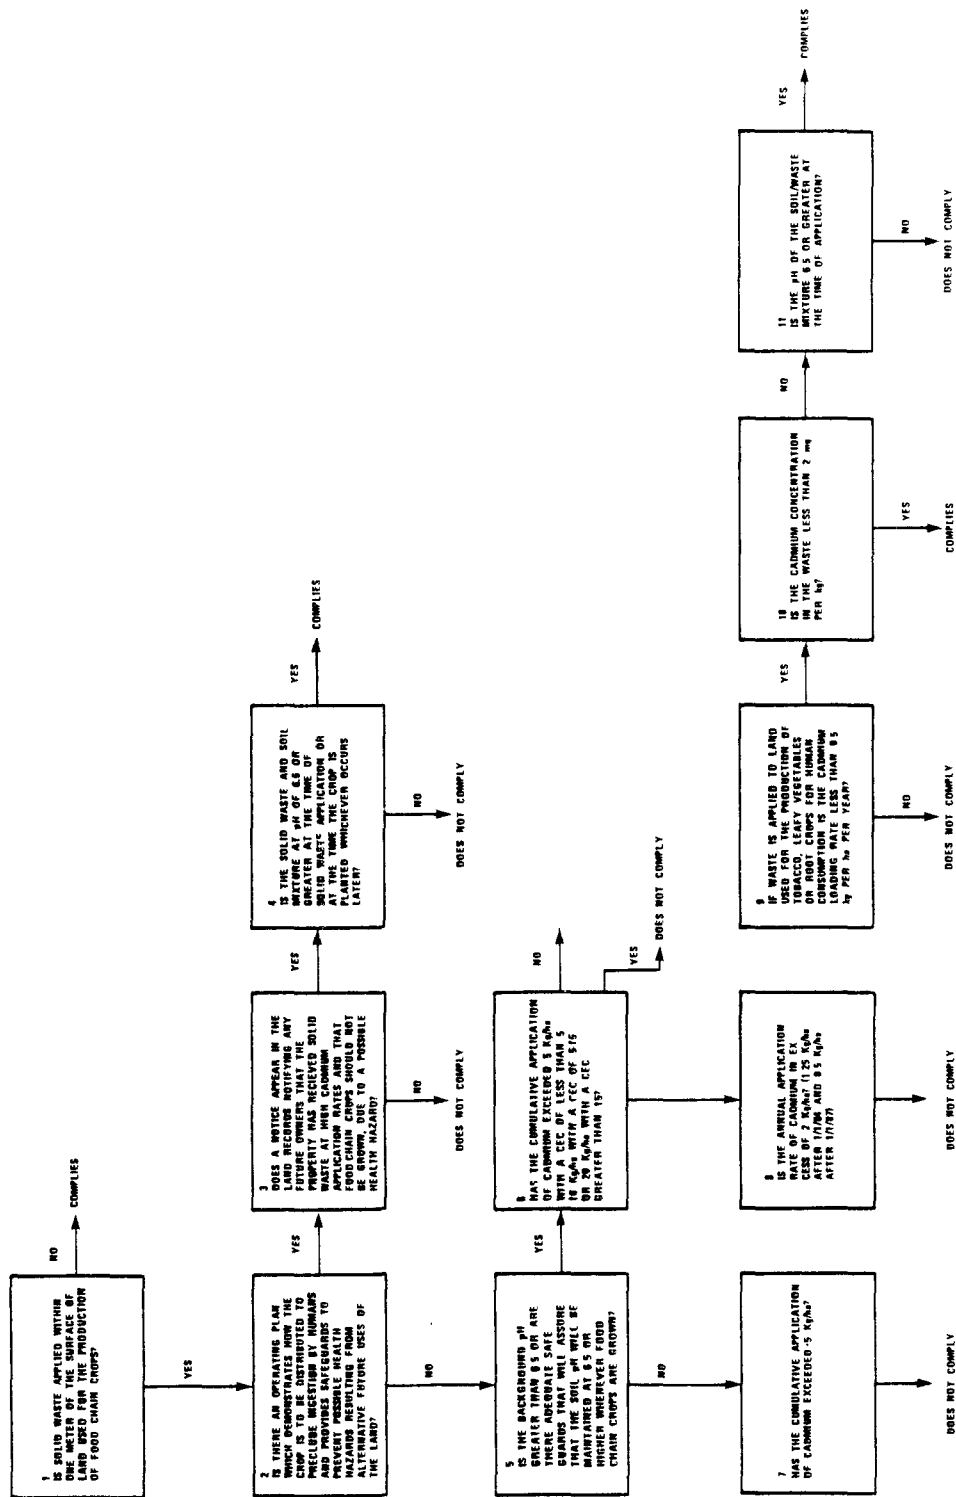 1
IS SOLID WASTE APPLIED WITHIN
ONE METER OF THE SURFACE OF
LAND USED FOR THE PRODUCTION
OF FOOD CHAIN CROPS?
NO
COMPLIES
YES
2
IS THERE AN OPERATING PLAN
WHICH DEMONSTRATES HOW THE
CROP IS TO BE DISTRIBUTED TO
PRECLUDE INGESTION BY HUMANS
AND PROVIDES SAFEGUARDS TO
PREVENT POSSIBLE HEALTH
HAZARDS RESULTING FROM
ALTERNATIVE FUTURE USES OF
THE LAND?
YES
NO
3
DOES A NOTICE APPEAR IN THE
LAND RECORDS NOTIFYING ANY
FUTURE OWNERS THAT THE
PROPERTY HAS RECIEVED SOLID
WASTE AT HIGH CADMIUM
APPLICATION RATES AND THAT
FOOD CHAIN CROPS SHOULD NOT
BE GROWN, DUE TO A POSSIBLE
HEALTH HAZARD?
YES
NO
DOES NOT COMPLY
4
IS THE SOLID WASTE AND SOIL
MIXTURE AT pH OF 6.5 OR
GREATER AT THE TIME OF
SOLID WASTE APPLICATION OR
AT THE TIME THE CROP IS
PLANTED WHICHEVER OCCURS
LATER?
YES
COMPLIES
NO
DOES NOT COMPLY
5
IS THE BACKGROUND pH
GREATER THAN 6 5 OR ARE
THERE ADEQUATE SAFE
GUARDS THAT WILL ASSURE
THAT THE SOIL pH WILL BE
MAINTAINED AT 6 5 OR
HIGHER WHENEVER FOOD
CHAIN CROPS ARE GROWN?
YES
NO
6
HAS THE CUMULATIVE APPLICATION
OF CADMIUM EXCEEDED 5 Kg/ha
WITH A CEC OF LESS THAN 5
10 Kg/ha WITH A CEC OF 5-15
OR 20 Kg/ha WITH A CEC
GREATER THAN 15?
NO
YES
DOES NOT COMPLY
7
HAS THE CUMULATIVE APPLICATION
OF CADMIUM EXCEEDED 5 Kg/ha?
DOES NOT COMPLY
8
IS THE ANNUAL APPLICATION
RATE OF CADMIUM IN EX
CESS OF 2 Kg/ha? (1 25 Kg/ha
AFTER 1/1/84 AND 0 5 Kg/ha
AFTER 1/1/87)
DOES NOT COMPLY
9
IF WASTE IS APPLIED TO LAND
USED FOR THE PRODUCTION OF
TOBACCO, LEAFY VEGETABLES
OR ROOT CROPS FOR HUMAN
CONSUMPTION IS THE CADMIUM
LOADING RATE LESS THAN 0 5
kg PER ha PER YEAR?
YES
NO
DOES NOT COMPLY
10
IS THE CADMIUM CONCENTRATION
IN THE WASTE LESS THAN 2 mg
PER kg?
NO
YES
COMPLIES
11
IS THE pH OF THE SOIL/WASTE
MIXTURE 6 5 OR GREATER AT
THE TIME OF APPLICATION?
YES
COMPLIES
NO
DOES NOT COMPLY